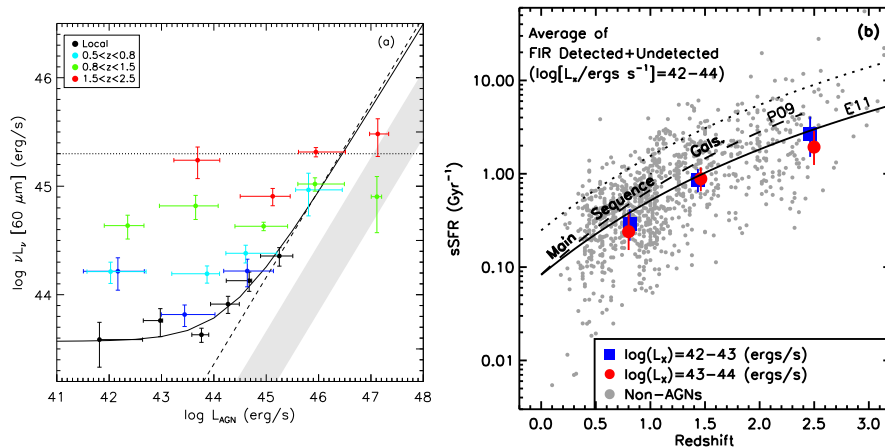 (a)
Local
0.5<z<0.8
0.8<z<1.5
1.5<z<2.5
log νLν [60 μm] (erg/s)
46
45
44
41 42 43 44 45 46 47 48
log LAGN (erg/s)
(b)
Average of
FIR Detected+Undetected
(log[Lx/ergs s⁻¹]=42-44)
Main Sequence Gals.
P09
E11
sSFR (Gyr⁻¹)
10.00
1.00
0.10
0.01
log(Lx)=42-43 (ergs/s)
log(Lx)=43-44 (ergs/s)
Non-AGNs
0.0 0.5 1.0 1.5 2.0 2.5 3.0
Redshift